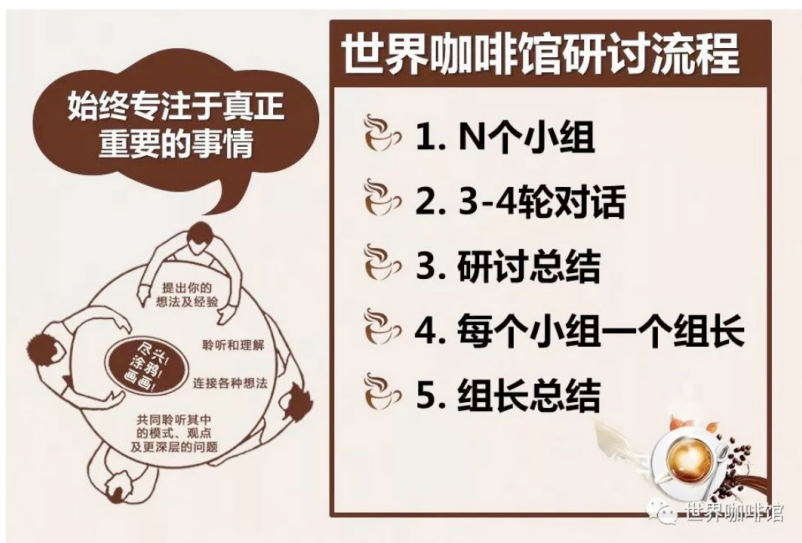 始终专注于真正
重要的事情
提出你的
想法及经验
聆听和理解
尽兴!
涂鸦!
画画!
连接各种想法
共同聆听其中
的模式、观点
及更深层的问题
世界咖啡馆研讨流程
1. N个小组
2. 3-4轮对话
3. 研讨总结
4. 每个小组一个组长
5. 组长总结
世界咖啡馆